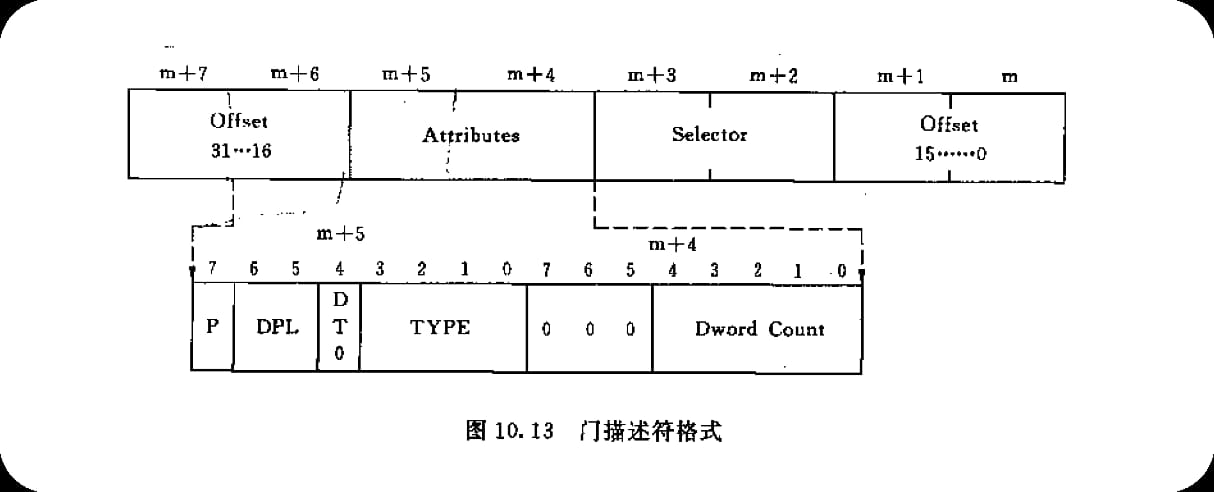 m+7 m+6 m+5 m+4 m+3 m+2 m+1 m
Offset Attributes Selector Offset
31…16 15……0
m+5 m+4
7 6 5 4 3 2 1 0 7 6 5 4 3 2 1 0
P DPL DT0 TYPE 0 0 0 Dword Count
图 10.13 门描述符格式